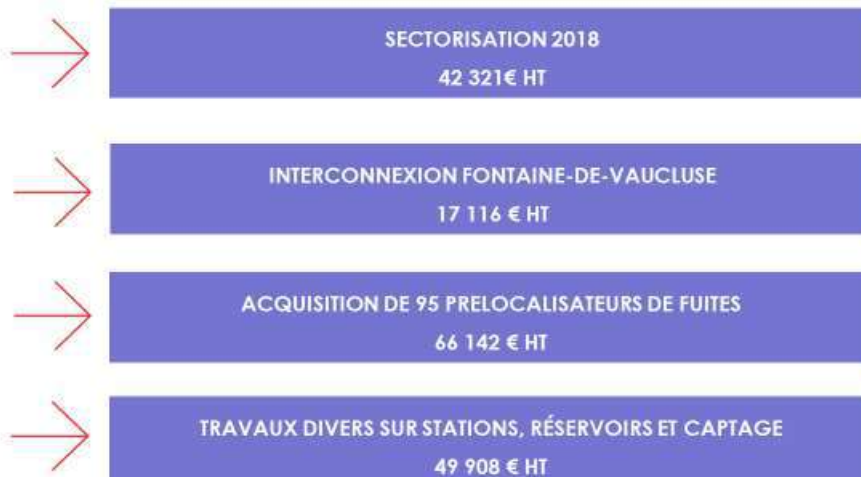 SECTORISATION 2018
42 321€ HT
INTERCONNEXION FONTAINE-DE-VAUCLUSE
17 116 € HT
ACQUISITION DE 95 PRELOCALISATEURS DE FUITES
66 142 € HT
TRAVAUX DIVERS SUR STATIONS, RÉSERVOIRS ET CAPTAGE
49 908 € HT